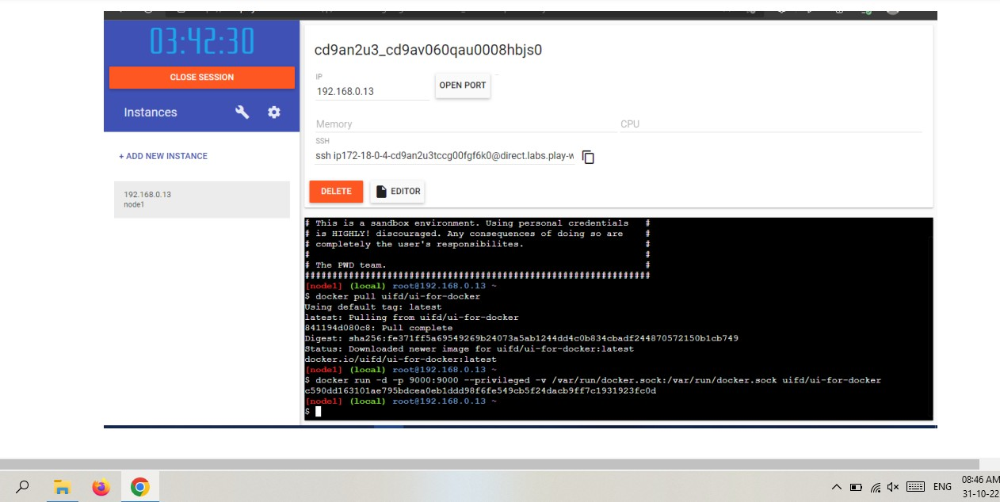 03:42:30
CLOSE SESSION
Instances
+ ADD NEW INSTANCE
192.168.0.13
node1
cd9an2u3_cd9av060qau0008hbjs0
IP
192.168.0.13
OPEN PORT
Memory
CPU
SSH
ssh ip172-18-0-4-cd9an2u3tccg00fgf6k0@direct.labs.play-w
DELETE
EDITOR
# This is a sandbox environment. Using personal credentials #
# is HIGHLY! discouraged. Any consequences of doing so are #
# completely the user's responsibilites. #
# #
# The PWD team. #
###############################################################
[node1] (local) root@192.168.0.13 ~
$ docker pull uifd/ui-for-docker
Using default tag: latest
latest: Pulling from uifd/ui-for-docker
841194d080c8: Pull complete
Digest: sha256:fe371ff5a69549269b24073a5ab1244dd4c0b834cbadf244870572150b1cb749
Status: Downloaded newer image for uifd/ui-for-docker:latest
docker.io/uifd/ui-for-docker:latest
[node1] (local) root@192.168.0.13 ~
$ docker run -d -p 9000:9000 --privileged -v /var/run/docker.sock:/var/run/docker.sock uifd/ui-for-docker
c590dd163101ae795bdcea0eb1ddd98f6fe549cb5f24dacb9ff7c1931923fc0d
[node1] (local) root@192.168.0.13 ~
$
ENG
08:46 AM
31-10-22